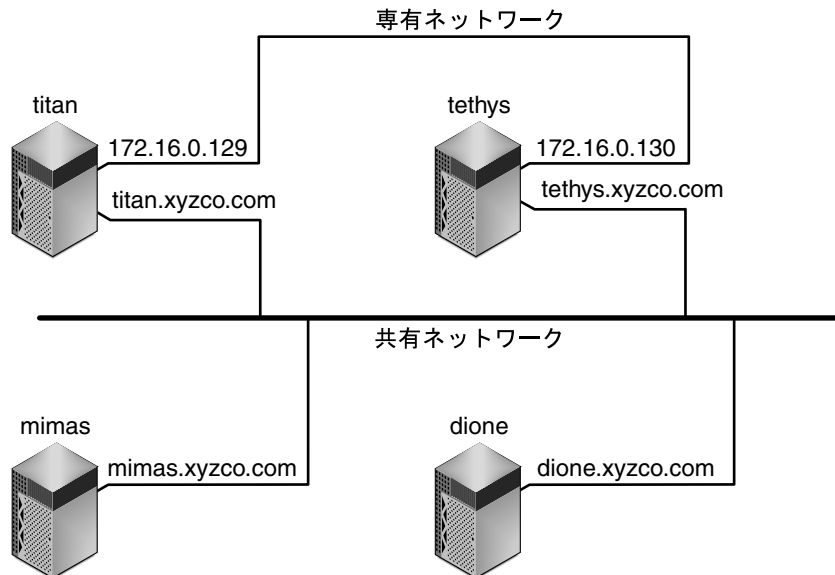 専有ネットワーク
titan
tethys
172.16.0.129
172.16.0.130
titan.xyzco.com
tethys.xyzco.com
共有ネットワーク
mimas
dione
mimas.xyzco.com
dione.xyzco.com